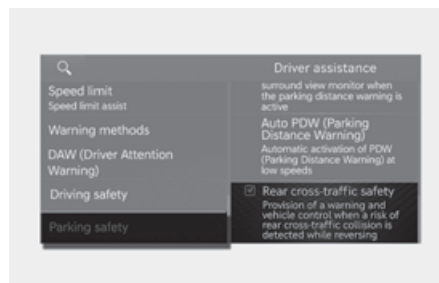 Driver assistance
Speed limit
Speed limit assist
Warning methods
DAW (Driver Attention
Warning)
Driving safety
Parking safety
surround view monitor when
the parking distance warning is
active
Auto PDW (Parking
Distance Warning)
Automatic activation of PDW
(Parking Distance Warning) at
low speeds
Rear cross-traffic safety
Provision of a warning and
vehicle control when a risk of
rear cross-traffic collision is
detected while reversing